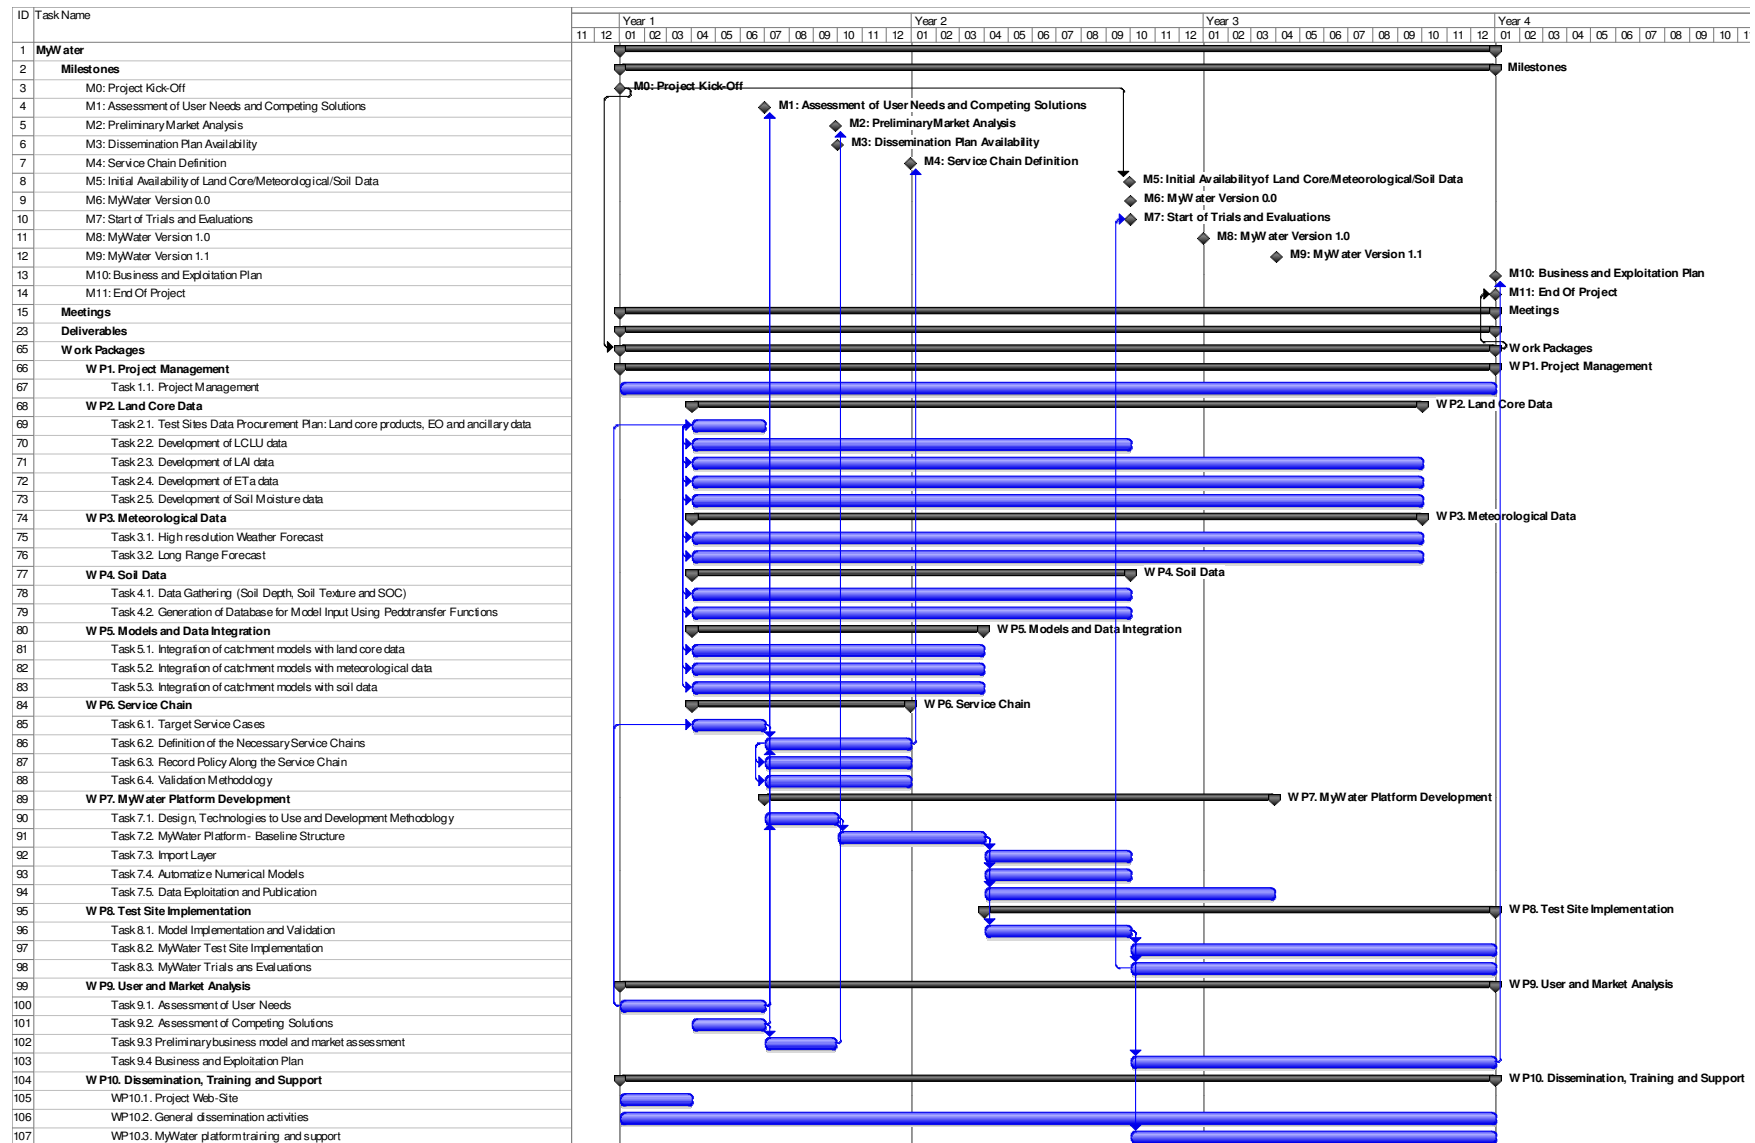 ID Task Name
Year 1 Year 2 Year 3 Year 4
11 12 01 02 03 04 05 06 07 08 09 10 11 12 01 02 03 04 05 06 07 08 09 10 11 12 01 02 03 04 05 06 07 08 09 10 11 12 01 02 03 04 05 06 07 08 09 10 1
1 MyWater
2 Milestones Milestones
3 M0: Project Kick-Off M0: Project Kick-Off
4 M1: Assessment of User Needs and Competing Solutions M1: Assessment of User Needs and Competing Solutions
5 M2: Preliminary Market Analysis M2: Preliminary Market Analysis
6 M3: Dissemination Plan Availability M3: Dissemination Plan Availability
7 M4: Service Chain Definition M4: Service Chain Definition
8 M5: Initial Availability of Land Core/Meteorological/Soil Data M5: Initial Availability of Land Core/Meteorological/Soil Data
9 M6: MyWater Version 0.0 M6: MyWater Version 0.0
10 M7: Start of Trials and Evaluations M7: Start of Trials and Evaluations
11 M8: MyWater Version 1.0 M8: MyWater Version 1.0
12 M9: MyWater Version 1.1 M9: MyWater Version 1.1
13 M10: Business and Exploitation Plan M10: Business and Exploitation Plan
14 M11: End Of Project M11: End Of Project
15 Meetings Meetings
23 Deliverables
65 Work Packages Work Packages
66 WP1. Project Management WP1. Project Management
67 Task 1.1. Project Management
68 WP2. Land Core Data WP2. Land Core Data
69 Task 2.1. Test Sites Data Procurement Plan: Land core products, EO and ancillary data
70 Task 2.2. Development of LCLU data
71 Task 2.3. Development of LAI data
72 Task 2.4. Development of ETa data
73 Task 2.5. Development of Soil Moisture data
74 WP3. Meteorological Data WP3. Meteorological Data
75 Task 3.1. High resolution Weather Forecast
76 Task 3.2. Long Range Forecast
77 WP4. Soil Data WP4. Soil Data
78 Task 4.1. Data Gathering (Soil Depth, Soil Texture and SOC)
79 Task 4.2. Generation of Database for Model Input Using Pedotransfer Functions
80 WP5. Models and Data Integration WP5. Models and Data Integration
81 Task 5.1. Integration of catchment models with land core data
82 Task 5.2. Integration of catchment models with meteorological data
83 Task 5.3. Integration of catchment models with soil data
84 WP6. Service Chain WP6. Service Chain
85 Task 6.1. Target Service Cases
86 Task 6.2. Definition of the Necessary Service Chains
87 Task 6.3. Record Policy Along the Service Chain
88 Task 6.4. Validation Methodology
89 WP7. MyWater Platform Development WP7. MyWater Platform Development
90 Task 7.1. Design, Technologies to Use and Development Methodology
91 Task 7.2. MyWater Platform - Baseline Structure
92 Task 7.3. Import Layer
93 Task 7.4. Automatize Numerical Models
94 Task 7.5. Data Exploitation and Publication
95 WP8. Test Site Implementation WP8. Test Site Implementation
96 Task 8.1. Model Implementation and Validation
97 Task 8.2. MyWater Test Site Implementation
98 Task 8.3. MyWater Trials ans Evaluations
99 WP9. User and Market Analysis WP9. User and Market Analysis
100 Task 9.1. Assessment of User Needs
101 Task 9.2. Assessment of Competing Solutions
102 Task 9.3 Preliminary business model and market assessment
103 Task 9.4 Business and Exploitation Plan
104 WP10. Dissemination, Training and Support WP10. Dissemination, Training and Support
105 WP10.1. Project Web-Site
106 WP10.2. General dissemination activities
107 WP10.3. MyWater platform training and support